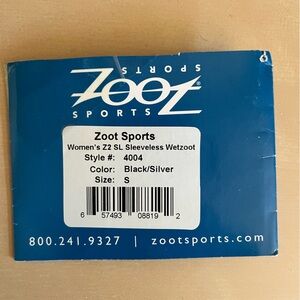 SPORTS
ZOOT
SPORTS
Zoot Sports
Women's Z2 SL Sleeveless Wetzoot
Style #: 4004
Color: Black/Silver
Size: S
6 57493 08819 2
800.241.9327 | zootsports.com